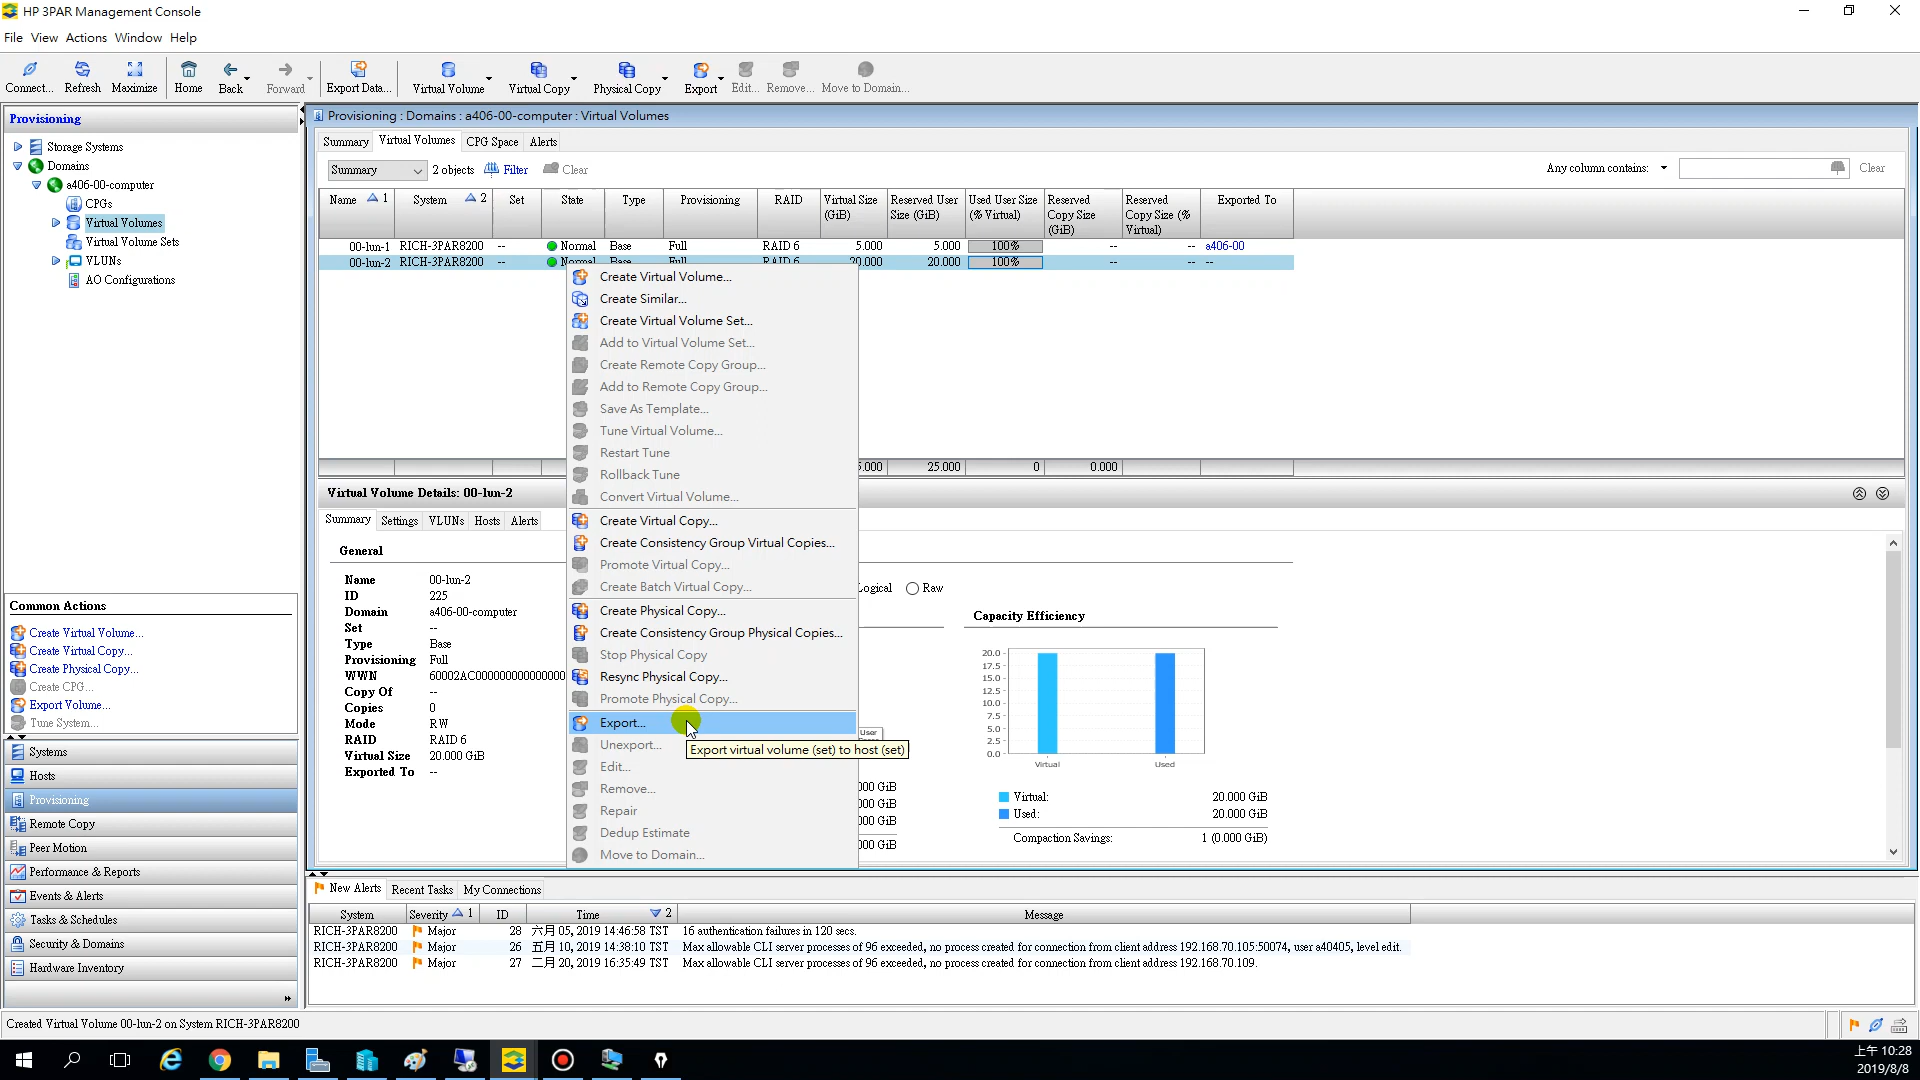 HP 3PAR Management Console
File View Actions Window Help
Connect... Refresh Maximize Home Back Forward Export Data... Virtual Volume Virtual Copy Physical Copy Export Edit... Remove... Move to Domain...
Provisioning
Storage Systems
Domains
a406-00-computer
CPGs
Virtual Volumes
Virtual Volume Sets
VLUNs
AO Configurations
Common Actions
Create Virtual Volume...
Create Virtual Copy...
Create Physical Copy...
Create CPG...
Export Volume...
Tune System...
Systems
Hosts
Provisioning
Remote Copy
Peer Motion
Performance & Reports
Events & Alerts
Tasks & Schedules
Security & Domains
Hardware Inventory
»
Provisioning : Domains : a406-00-computer : Virtual Volumes
Summary Virtual Volumes CPG Space Alerts
Summary 2 objects Filter Clear Any column contains: Clear
Name 1 System 2 Set State Type Provisioning RAID Virtual Size (GiB) Reserved User Size (GiB) Used User Size (% Virtual) Reserved Copy Size (GiB) Reserved Copy Size (% Virtual) Exported To
00-lun-1 RICH-3PAR8200 -- Normal Base Full RAID 6 5.000 5.000 100% -- -- a406-00
00-lun-2 RICH-3PAR8200 -- Normal Base Full RAID 6 20.000 20.000 100% -- -- --
5.000 25.000 0 0.000
Create Virtual Volume...
Create Similar...
Create Virtual Volume Set...
Add to Virtual Volume Set...
Create Remote Copy Group...
Add to Remote Copy Group...
Save As Template...
Tune Virtual Volume...
Restart Tune
Rollback Tune
Convert Virtual Volume...
Create Virtual Copy...
Create Consistency Group Virtual Copies...
Promote Virtual Copy...
Create Batch Virtual Copy...
Create Physical Copy...
Create Consistency Group Physical Copies...
Stop Physical Copy
Resync Physical Copy...
Promote Physical Copy...
Export...
Unexport...
Edit...
Remove...
Repair
Dedup Estimate
Move to Domain...
Export virtual volume (set) to host (set)
Virtual Volume Details: 00-lun-2
Summary Settings VLUNs Hosts Alerts
General
Name 00-lun-2
ID 225
Domain a406-00-computer
Set --
Type Base
Provisioning Full
WWN 60002AC0000000000000
Copy Of --
Copies 0
Mode RW
RAID RAID 6
Virtual Size 20.000 GiB
Exported To --
ogical Raw
User
000 GiB
000 GiB
000 GiB
000 GiB
Capacity Efficiency
20.0
17.5
15.0
12.5
10.0
7.5
5.0
2.5
0.0
Virtual Used
Virtual: 20.000 GiB
Used: 20.000 GiB
Compaction Savings: 1 (0.000 GiB)
New Alerts Recent Tasks My Connections
System Severity 1 ID Time 2 Message
RICH-3PAR8200 Major 28 六月 05, 2019 14:46:58 TST 16 authentication failures in 120 secs.
RICH-3PAR8200 Major 26 五月 10, 2019 14:38:10 TST Max allowable CLI server processes of 96 exceeded, no process created for connection from client address 192.168.70.105:50074, user a40405, level edit.
RICH-3PAR8200 Major 27 二月 20, 2019 16:35:49 TST Max allowable CLI server processes of 96 exceeded, no process created for connection from client address 192.168.70.109.
Created Virtual Volume 00-lun-2 on System RICH-3PAR8200
上午 10:28
2019/8/8